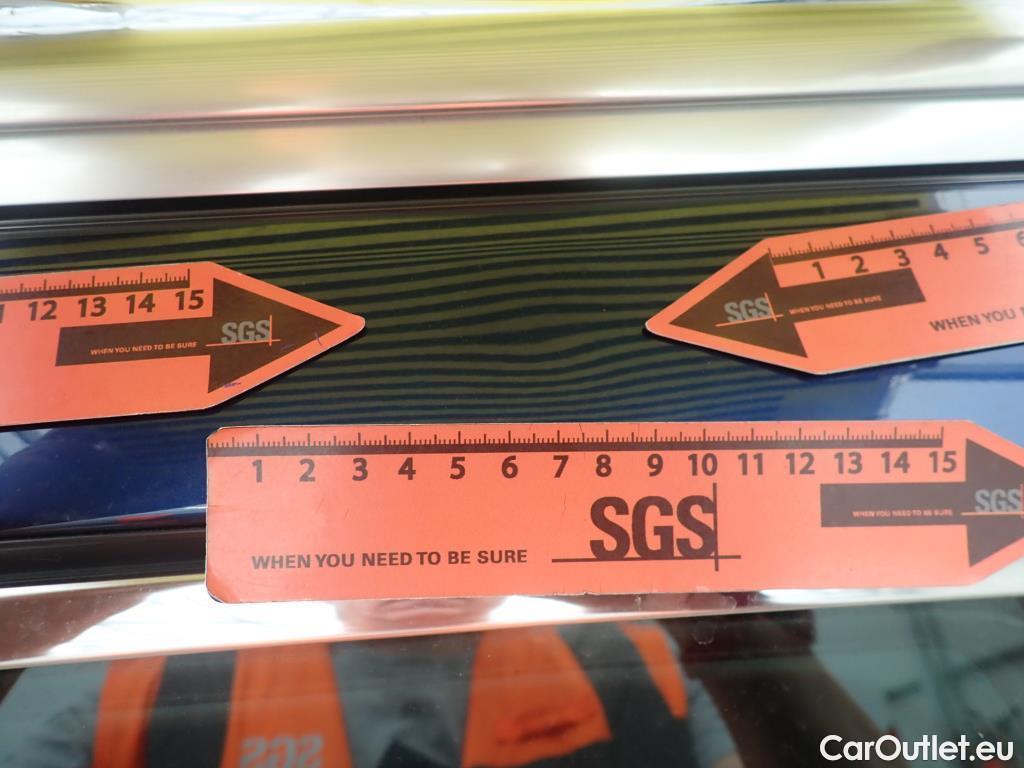 1 12 13 14 15
SGS
WHEN YOU NEED TO BE SURE
1 2 3 4 5 6
SGS
WHEN YOU NEED TO BE SURE
WHEN YOU
1 2 3 4 5 6 7 8 9 10 11 12 13 14 15
SGS
WHEN YOU NEED TO BE SURE
SGS
WHEN YOU NEED TO BE SURE
SGS
CarOutlet.eu